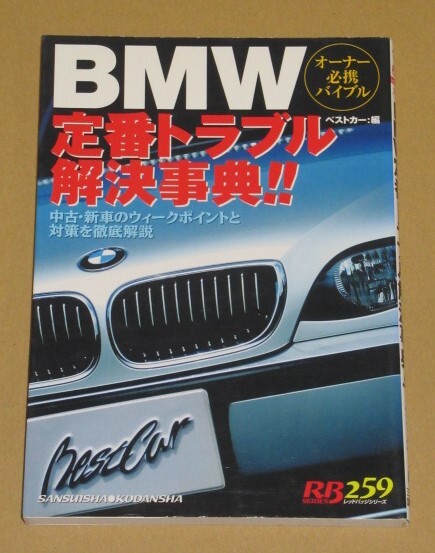 BMW
オーナー
必携
バイブル
ベストカー:編
定番トラブル
解決事典!!
中古・新車のウィークポイントと
対策を徹底解説
BestCar
SANSUISHA●KODANSHA
RB259
SERIES
レッドバッジシリーズ